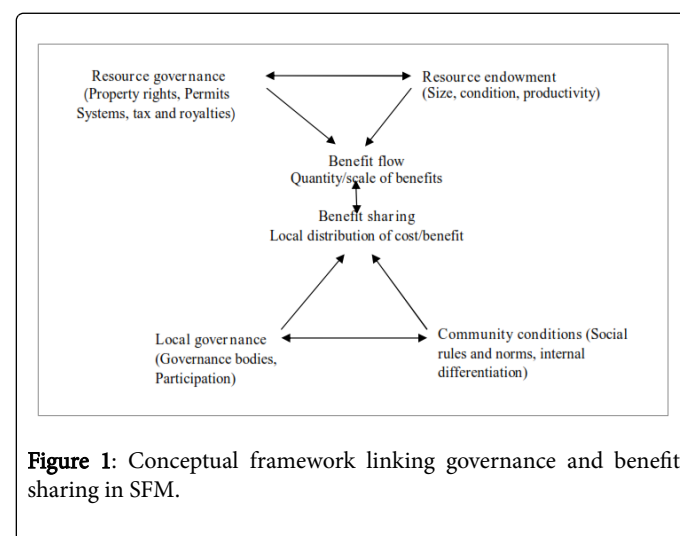 Resource governance
(Property rights, Permits
Systems, tax and royalties)
Resource endowment
(Size, condition, productivity)
Benefit flow
Quantity/scale of benefits
Benefit sharing
Local distribution of cost/benefit
Local governance
(Governance bodies,
Participation)
Community conditions (Social
rules and norms, internal
differentiation)
Figure 1: Conceptual framework linking governance and benefit
sharing in SFM.